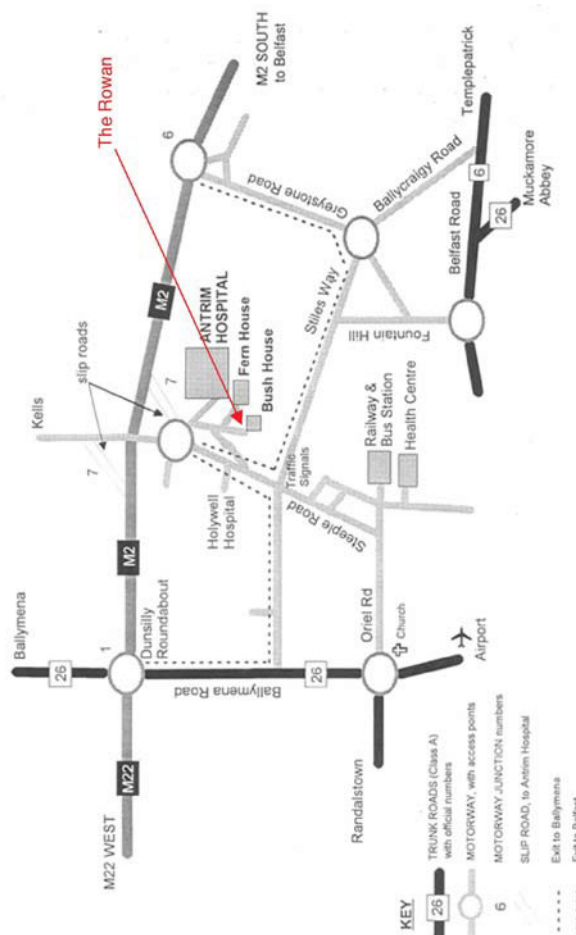 M2 SOUTH
to Belfast
The Rowan
6
Greystone Road
Templepatrick
Ballycraigy Road
6
Belfast Road
26
Muckamore
Abbey
M2
slip roads
7
ANTRIM
HOSPITAL
Fern House
Bush House
Stiles Way
Fountain Hill
Kells
7
Holywell
Hospital
Traffic
Signals
Railway &
Bus Station
Health Centre
Steeple Road
M2
Ballymena
26
1
Dunsilly
Roundabout
Ballymena Road
26
Oriel Rd
Church
Airport
M22
M22 WEST
Randalstown
KEY
26
TRUNK ROADS (Class A)
with official numbers
MOTORWAY, with access points
6
MOTORWAY JUNCTION numbers
SLIP ROAD, to Antrim Hospital
Exit to Ballymena